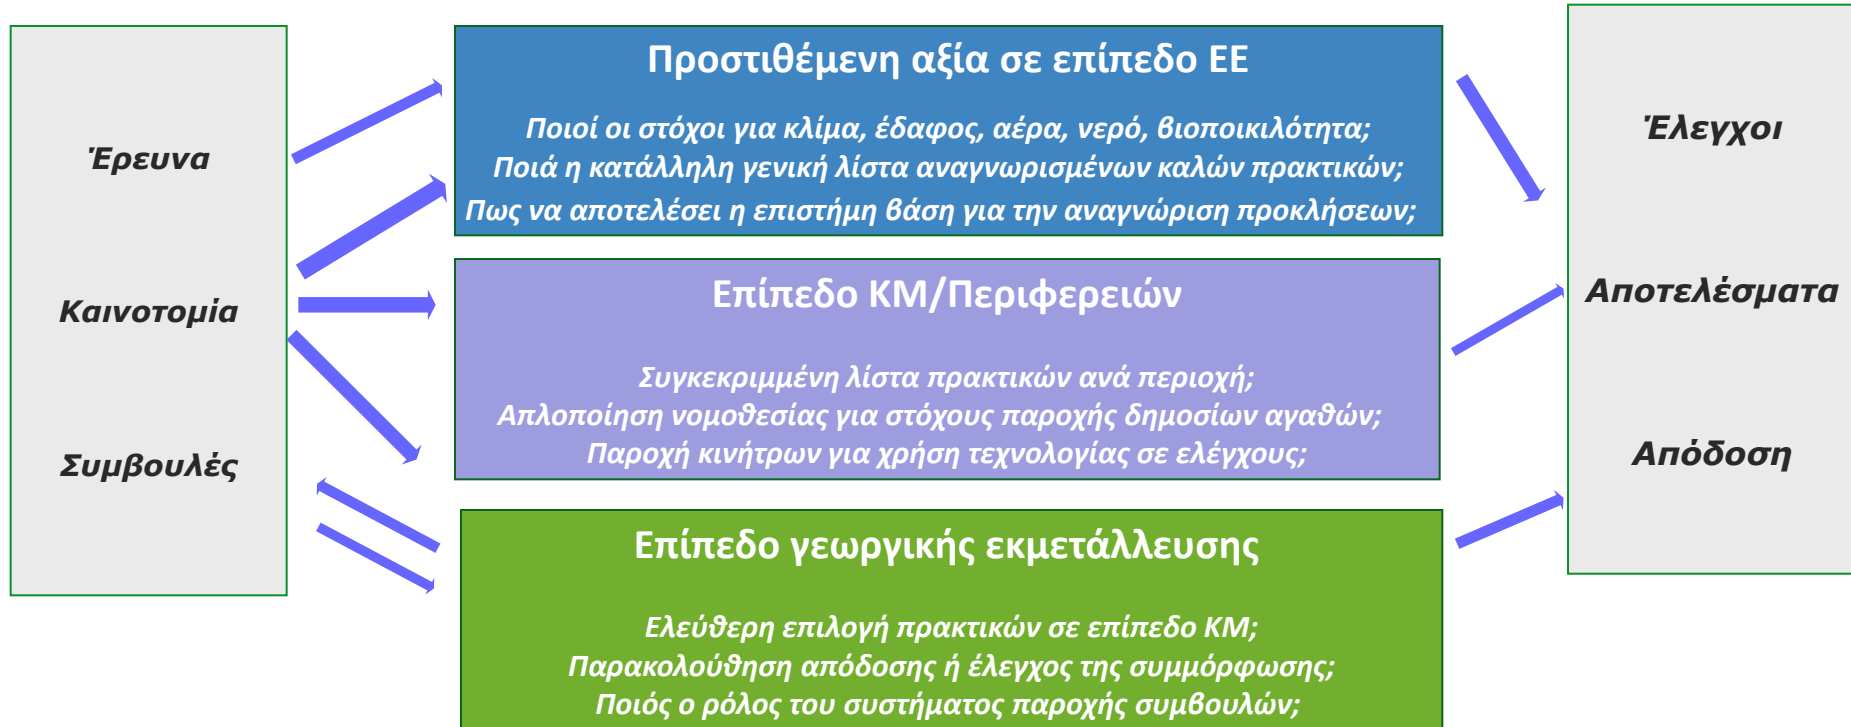 Έρευνα
Καινοτομία
Συμβουλές
Προστιθέμενη αξία σε επίπεδο ΕΕ
Ποιοί οι στόχοι για κλίμα, έδαφος, αέρα, νερό, βιοποικιλότητα;
Ποιά η κατάλληλη γενική λίστα αναγνωρισμένων καλών πρακτικών;
Πως να αποτελέσει η επιστήμη βάση για την αναγνώριση προκλήσεων;
Επίπεδο ΚΜ/Περιφερειών
Συγκεκριμμένη λίστα πρακτικών ανά περιοχή;
Απλοποίηση νομοθεσίας για στόχους παροχής δημοσίων αγαθών;
Παροχή κινήτρων για χρήση τεχνολογίας σε ελέγχους;
Επίπεδο γεωργικής εκμετάλλευσης
Ελεύθερη επιλογή πρακτικών σε επίπεδο ΚΜ;
Παρακολούθηση απόδοσης ή έλεγχος της συμμόρφωσης;
Ποιός ο ρόλος του συστήματος παροχής συμβουλών;
Έλεγχοι
Αποτελέσματα
Απόδοση